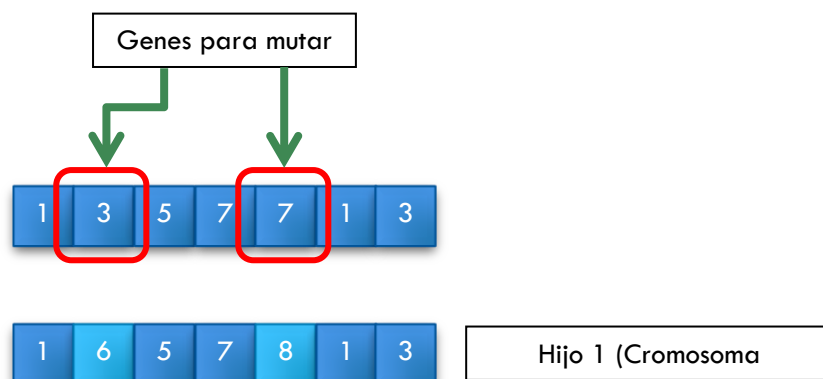 Genes para mutar
1 3 5 7 7 1 3
1 6 5 7 8 1 3
Hijo 1 (Cromosoma